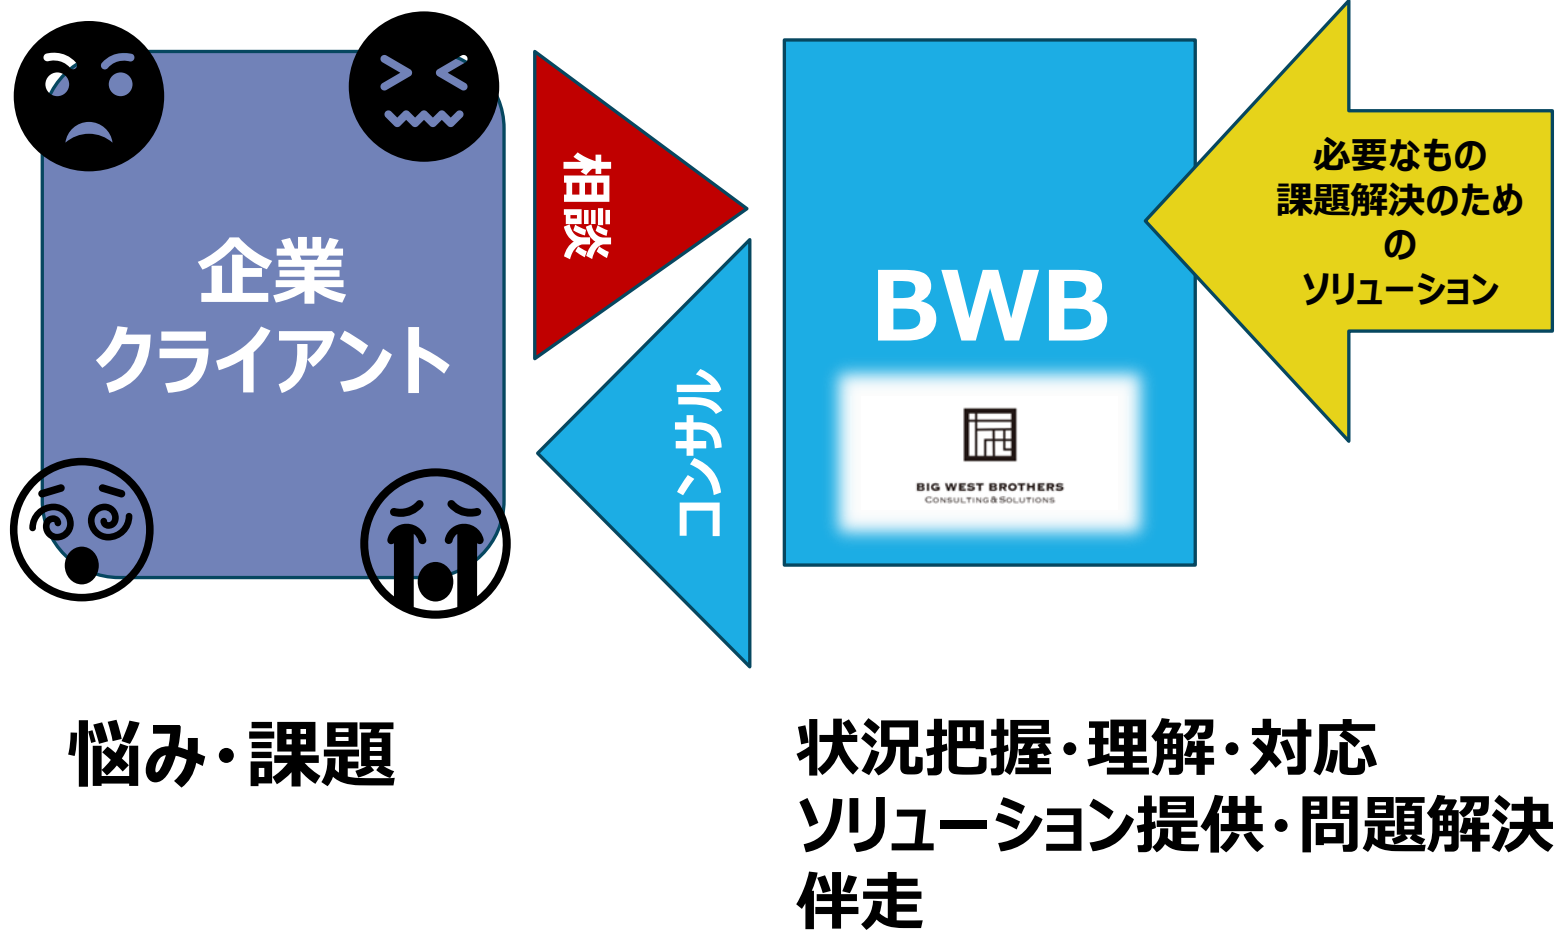 企業
クライアント
相談
コンサル
BWB
BIG WEST BROTHERS
CONSULTING&SOLUTIONS
必要なもの
課題解決のため
の
ソリューション
悩み・課題
状況把握・理解・対応
ソリューション提供・問題解決
伴走